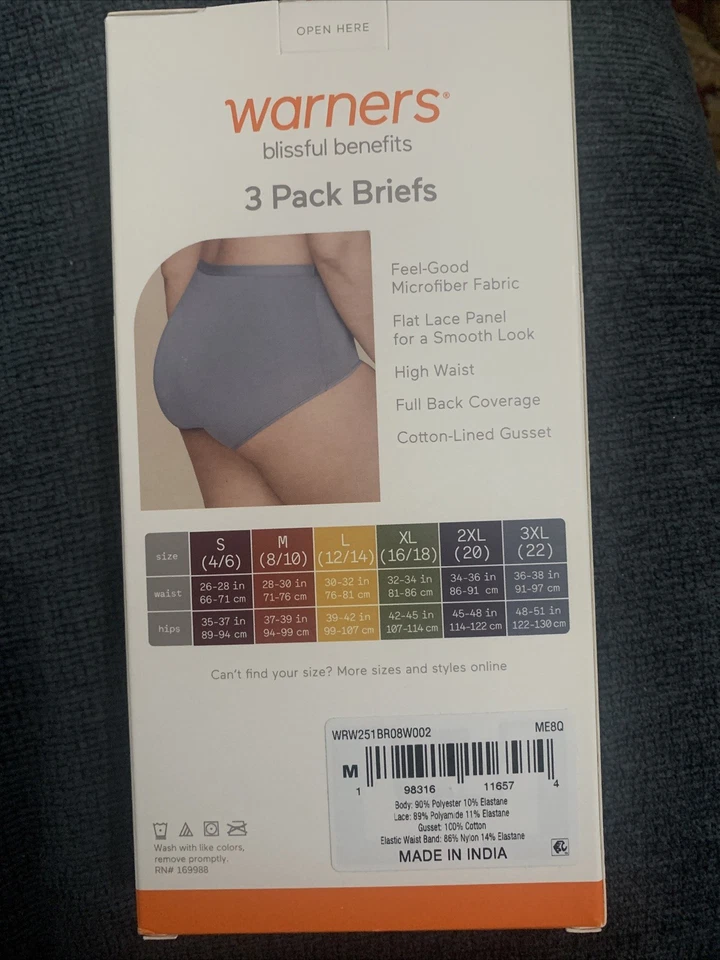 OPEN HERE
warners®
blissful benefits
3 Pack Briefs
Feel-Good
Microfiber Fabric
Flat Lace Panel
for a Smooth Look
High Waist
Full Back Coverage
Cotton-Lined Gusset
size S (4/6) M (8/10) L (12/14) XL (16/18) 2XL (20) 3XL (22)
waist 26-28 in 66-71 cm 28-30 in 71-76 cm 30-32 in 76-81 cm 32-34 in 81-86 cm 34-36 in 86-91 cm 36-38 in 91-97 cm
hips 35-37 in 89-94 cm 37-39 in 94-99 cm 39-42 in 99-107 cm 42-45 in 107-114 cm 45-48 in 114-122 cm 48-51 in 122-130 cm
Can't find your size? More sizes and styles online
WRW251BR08W002 ME8Q
M
1 98316 11657 4
Body: 90% Polyester 10% Elastane
Lace: 89% Polyamide 11% Elastane
Gusset: 100% Cotton
Elastic Waist Band: 86% Nylon 14% Elastane
MADE IN INDIA
Wash with like colors,
remove promptly.
RN# 169988